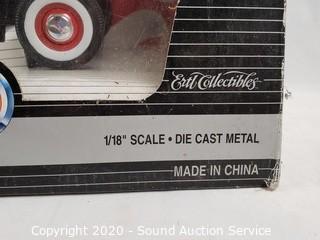 Ertl Collectibles
1/18" SCALE • DIE CAST METAL
MADE IN CHINA
Copyright 2020 - Sound Auction Service